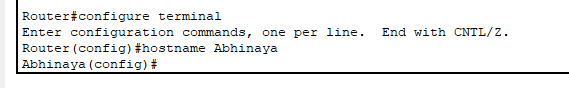 Router#configure terminal
Enter configuration commands, one per line.  End with CNTL/Z.
Router(config)#hostname Abhinaya
Abhinaya(config)#